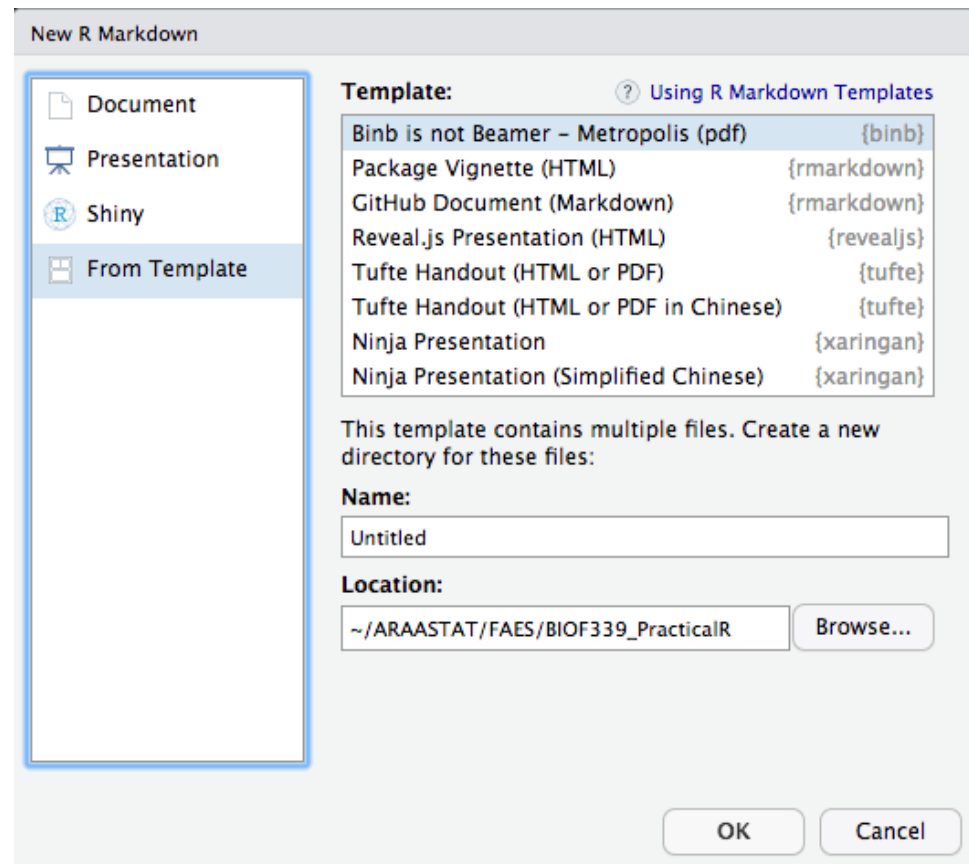 New R Markdown
Document
Presentation
R Shiny
From Template
Template:
? Using R Markdown Templates
Binb is not Beamer – Metropolis (pdf) {binb}
Package Vignette (HTML) {rmarkdown}
GitHub Document (Markdown) {rmarkdown}
Reveal.js Presentation (HTML) {revealjs}
Tufte Handout (HTML or PDF) {tufte}
Tufte Handout (HTML or PDF in Chinese) {tufte}
Ninja Presentation {xaringan}
Ninja Presentation (Simplified Chinese) {xaringan}
This template contains multiple files. Create a new
directory for these files:
Name:
Untitled
Location:
~/ARAASTAT/FAES/BIOF339_PracticalR Browse...
OK Cancel